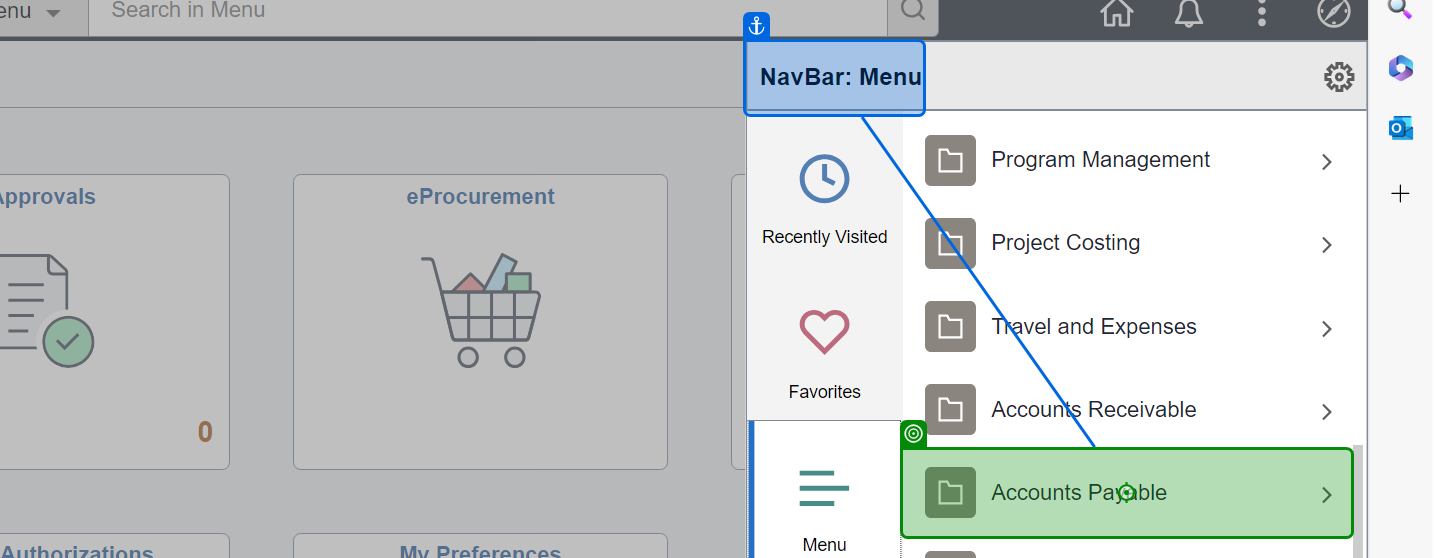 enu
Search in Menu
NavBar: Menu
Approvals
eProcurement
0
Authorizations
My Preferences
Recently Visited
Favorites
Menu
Program Management
Project Costing
Travel and Expenses
Accounts Receivable
Accounts Payable